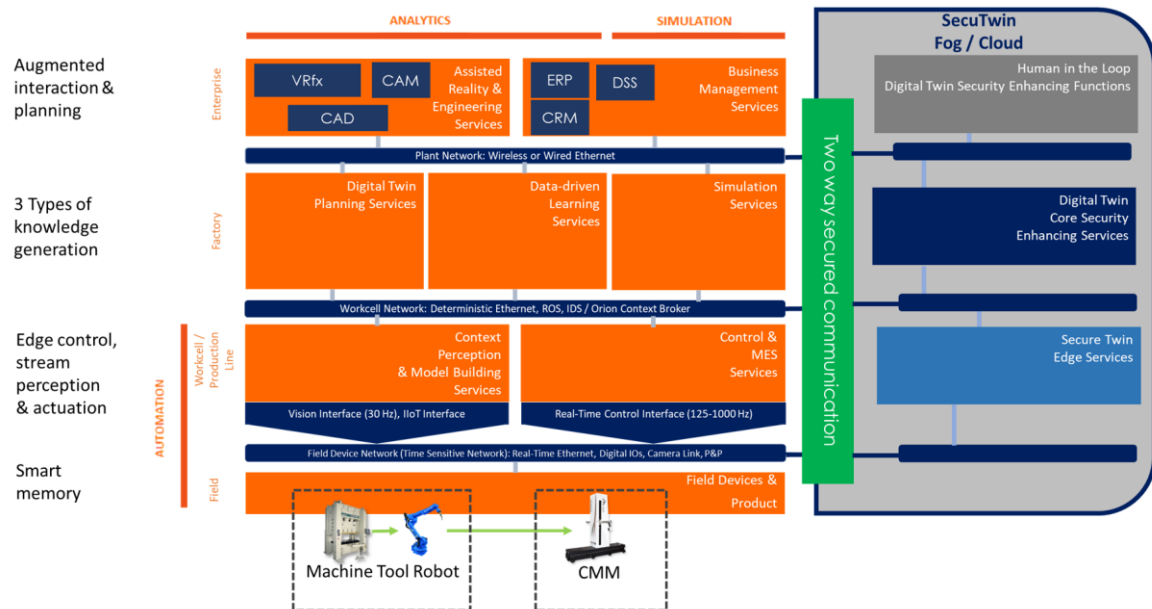 ANALYTICS
SIMULATION
SecuTwin
Fog / Cloud
Augmented
interaction &
planning
Enterprise
VRfx
CAM
CAD
Assisted
Reality &
Engineering
Services
ERP
DSS
CRM
Business
Management
Services
Human in the Loop
Digital Twin Security Enhancing Functions
Plant Network: Wireless or Wired Ethernet
Two way secured communication
3 Types of
knowledge
generation
Factory
Digital Twin
Planning Services
Data-driven
Learning
Services
Simulation
Services
Digital Twin
Core Security
Enhancing Services
Workcell Network: Deterministic Ethernet, ROS, IDS / Orion Context Broker
Edge control,
stream
perception
& actuation
AUTOMATION
Workcell /
Production
Line
Context
Perception
& Model Building
Services
Control &
MES
Services
Secure Twin
Edge Services
Vision Interface (30 Hz), IIoT Interface
Real-Time Control Interface (125-1000 Hz)
Field Device Network (Time Sensitive Network): Real-Time Ethernet, Digital IOs, Camera Link, P&P
Smart
memory
Field
Field Devices &
Product
Machine Tool Robot
CMM